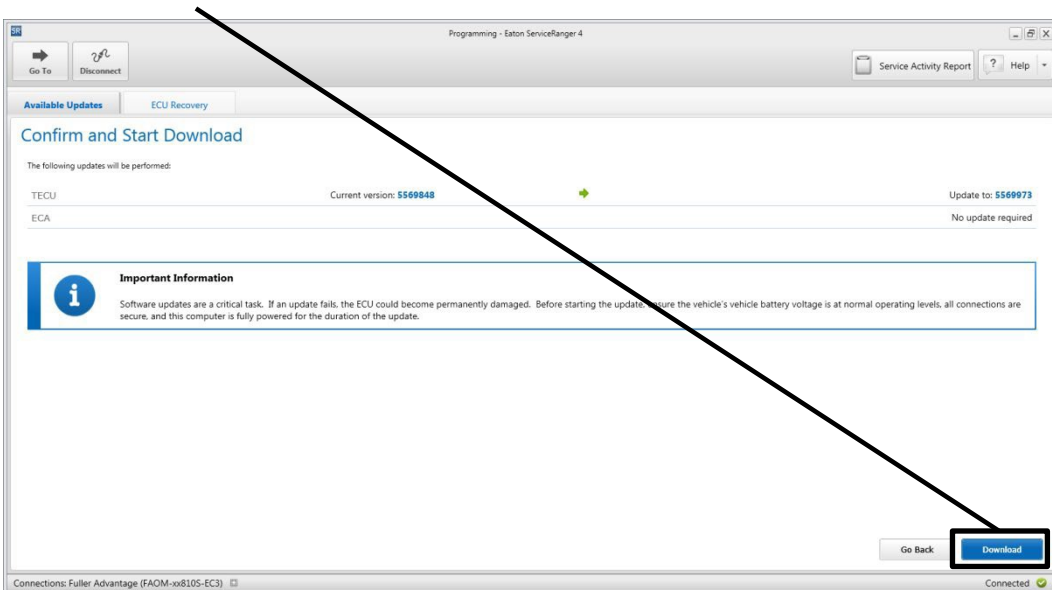 SR
Programming - Eaton ServiceRanger 4
Go To
Disconnect
Service Activity Report
? Help
Available Updates
ECU Recovery
Confirm and Start Download
The following updates will be performed:
TECU Current version: 5569848 Update to: 5569973
ECA No update required
i
Important Information
Software updates are a critical task. If an update fails, the ECU could become permanently damaged. Before starting the update, ensure the vehicle's vehicle battery voltage is at normal operating levels, all connections are
secure, and this computer is fully powered for the duration of the update.
Go Back
Download
Connections: Fuller Advantage (FAOM-xx810S-EC3) Connected